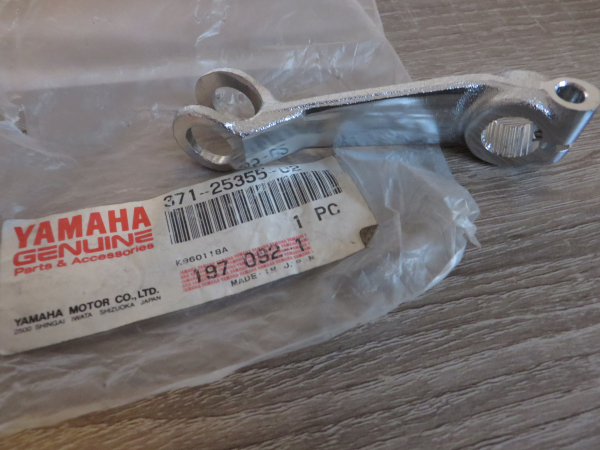 371-25355-02
YAMAHA
GENUINE
Parts & Accessories
1 PC
K960116A
197 092 1
MADE IN JAPAN
YAMAHA MOTOR CO., LTD.
2500 SHINGAI IWATA SHIZUOKA JAPAN